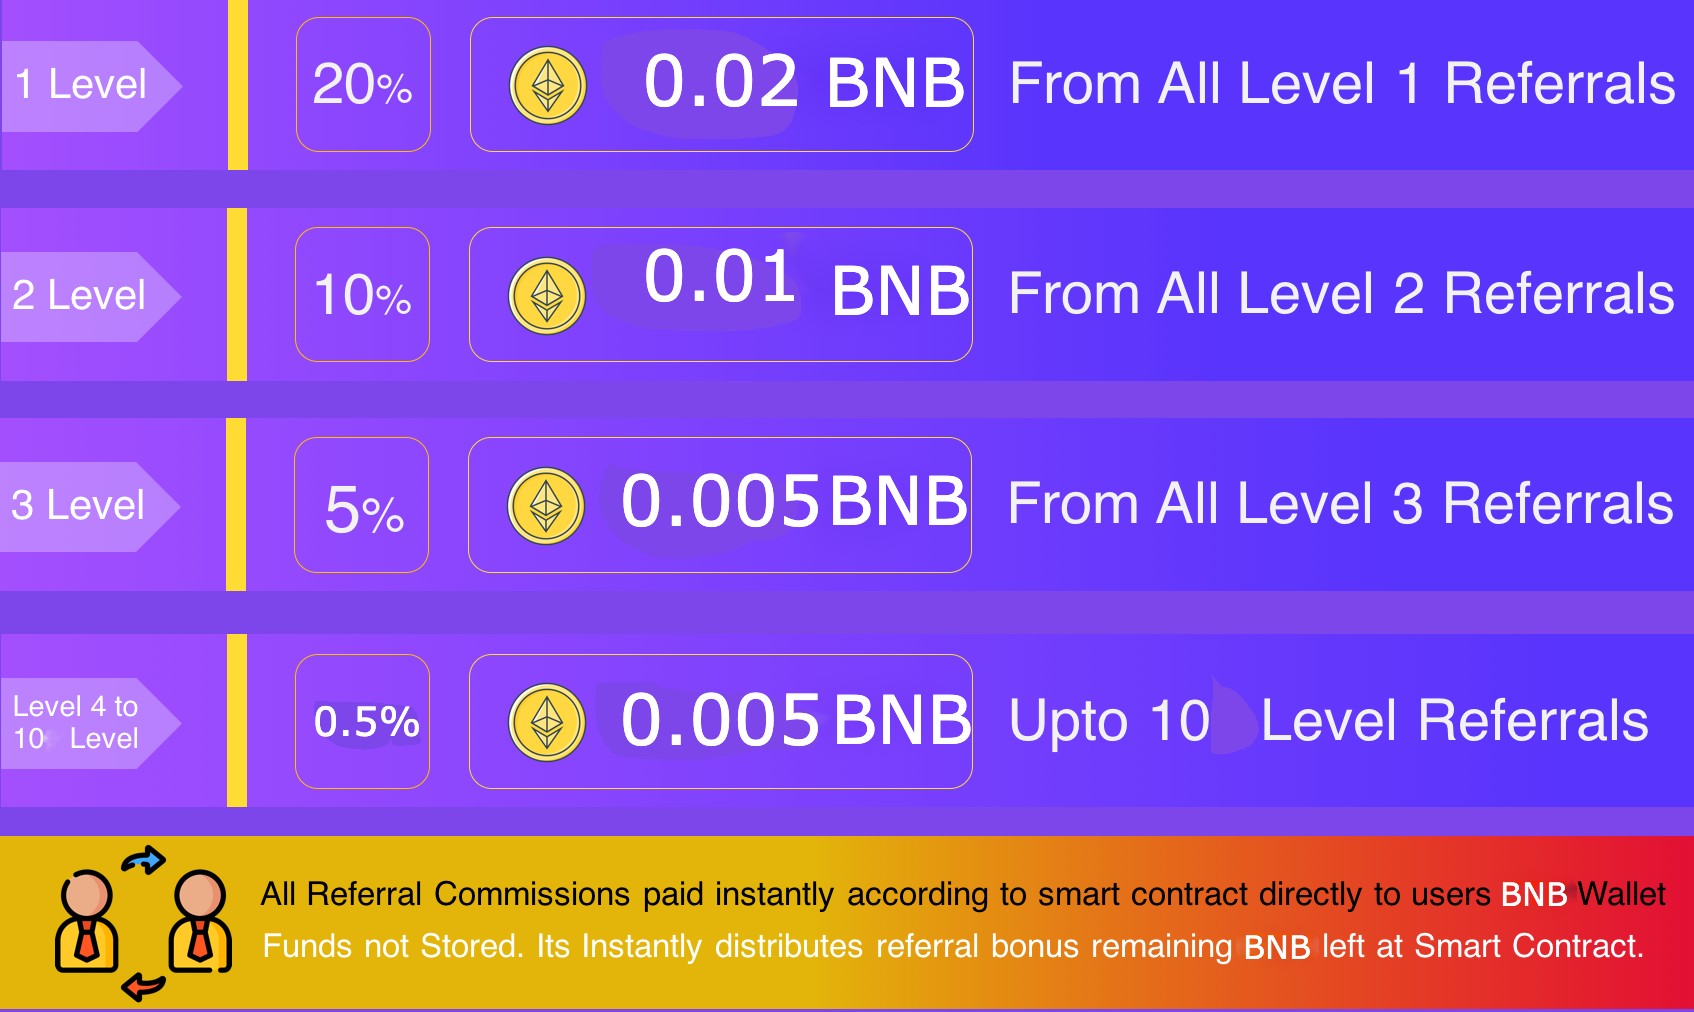 1 Level 20% 0.02 BNB From All Level 1 Referrals
2 Level 10% 0.01 BNB From All Level 2 Referrals
3 Level 5% 0.005 BNB From All Level 3 Referrals
Level 4 to
10 Level 0.5% 0.005 BNB Upto 10 Level Referrals
All Referral Commissions paid instantly according to smart contract directly to users BNB Wallet
Funds not Stored. Its Instantly distributes referral bonus remaining BNB left at Smart Contract.